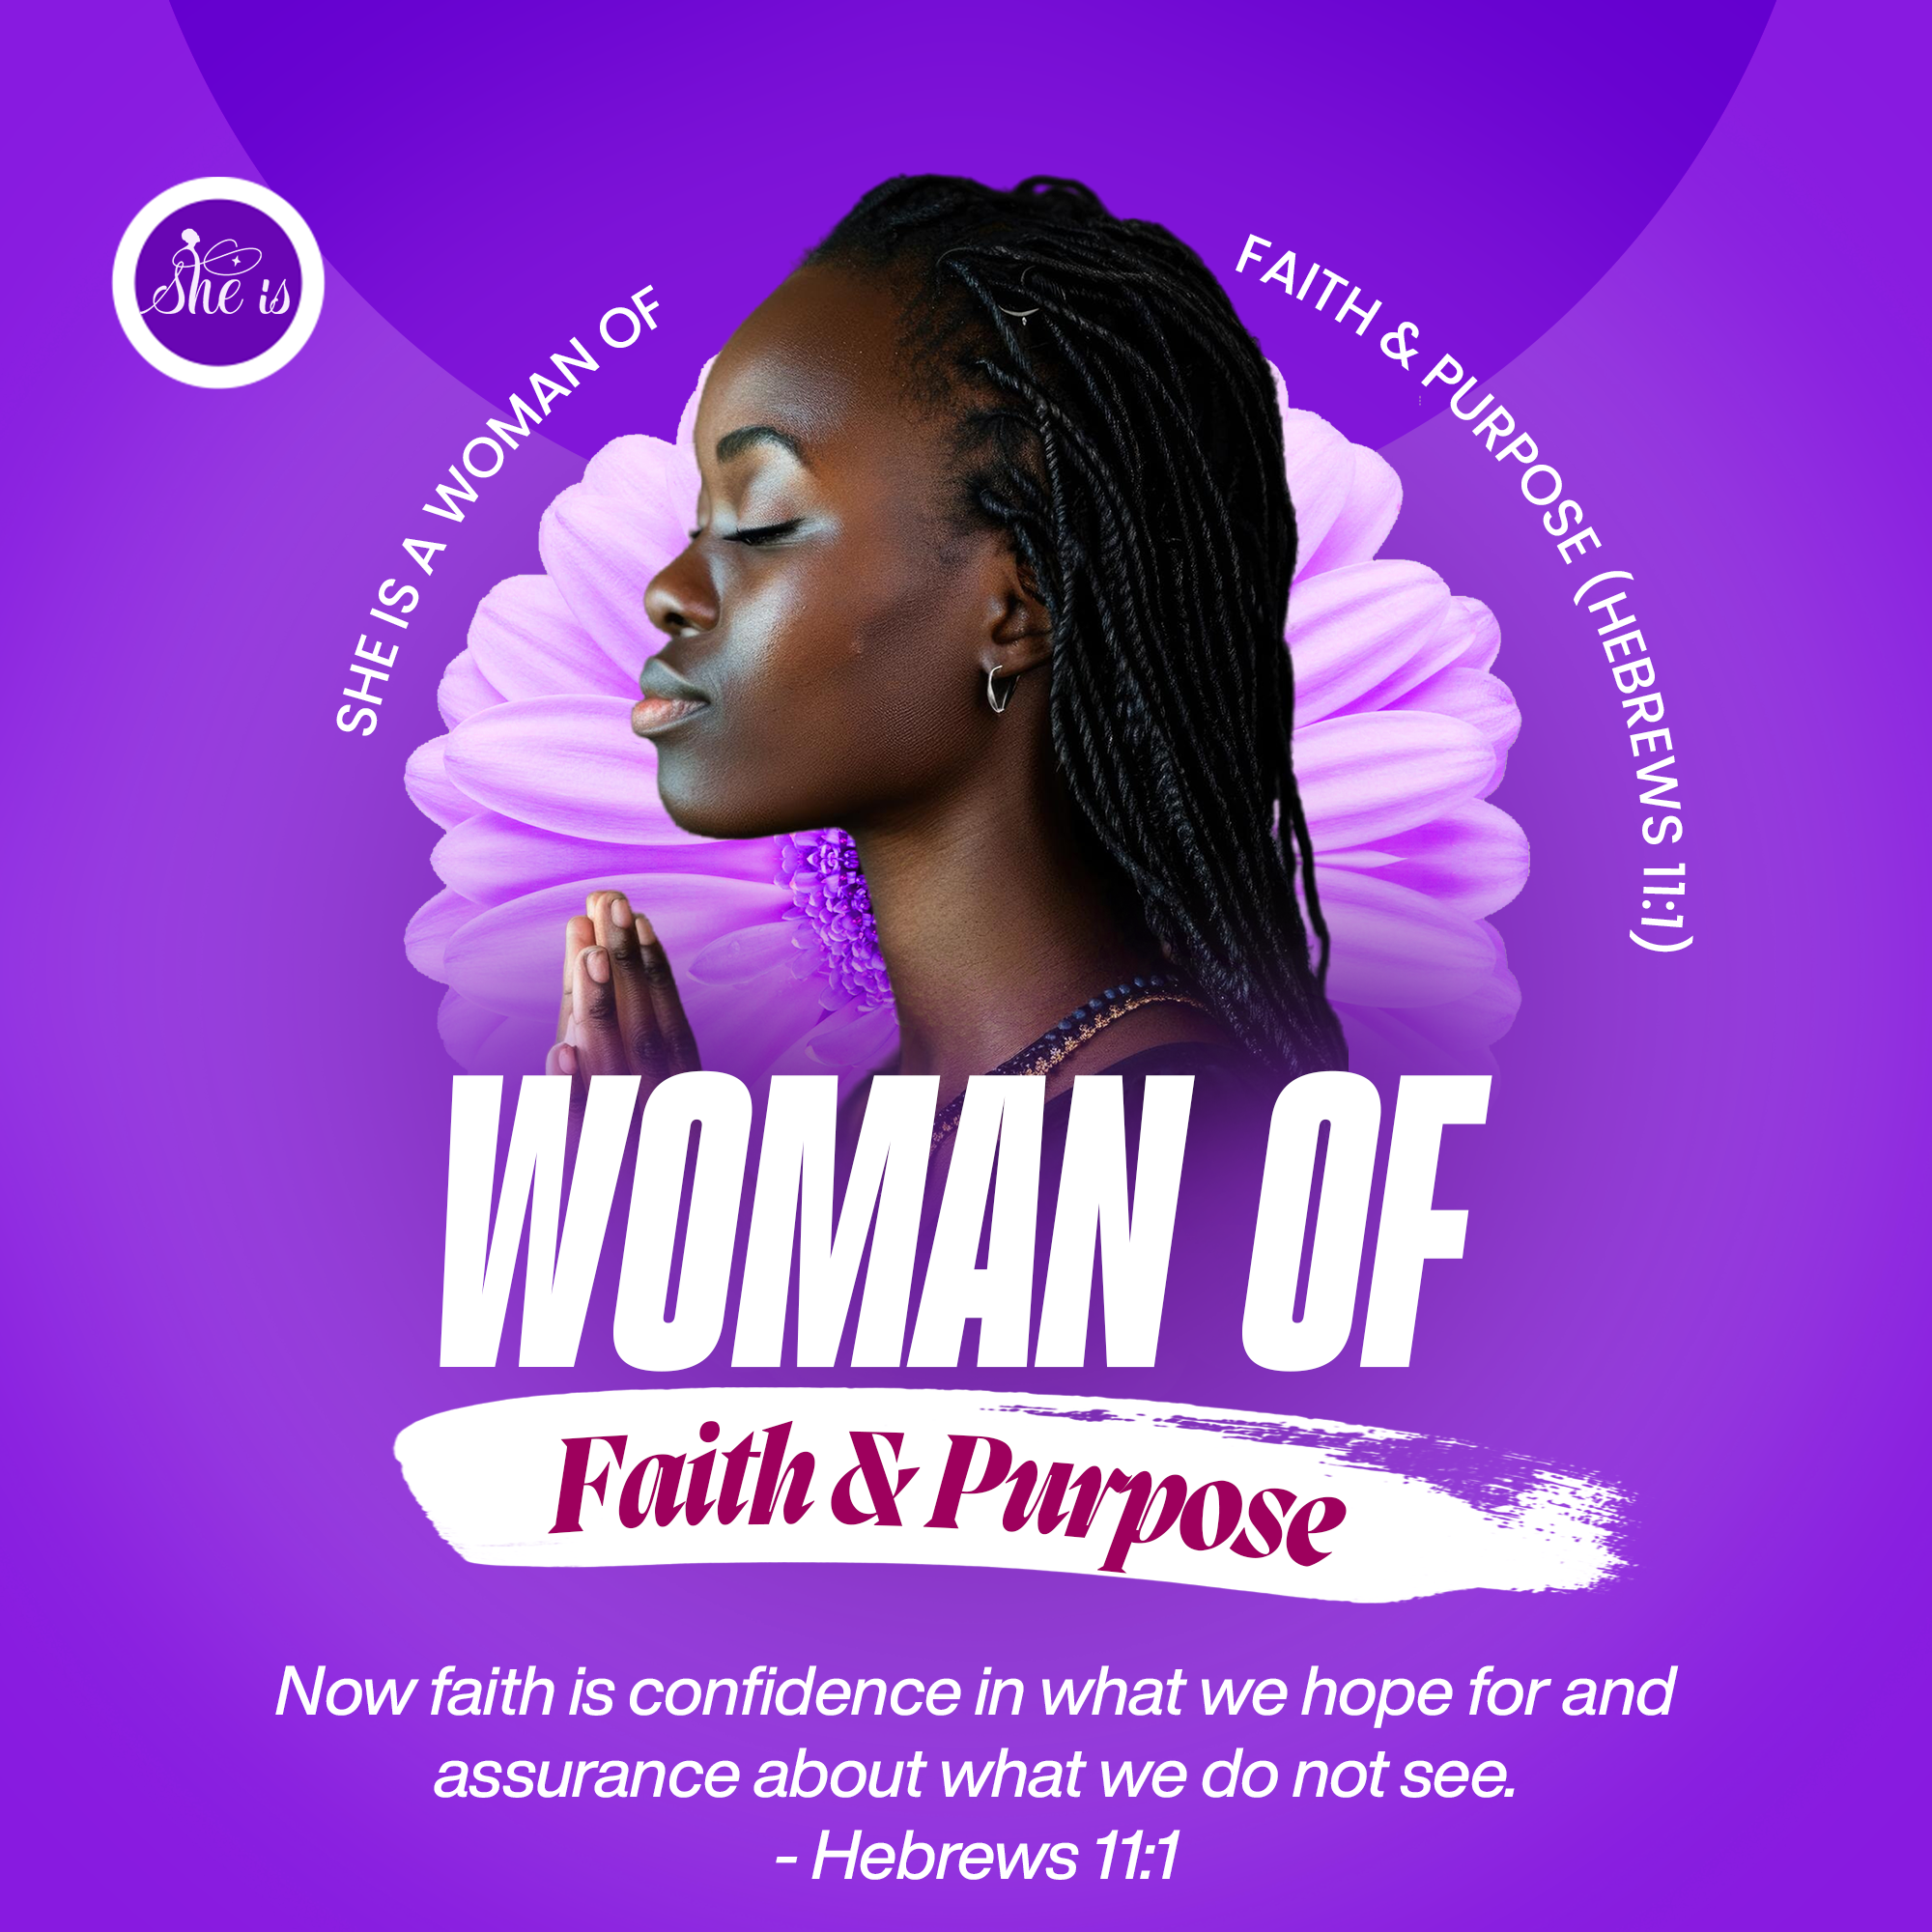 She is
SHE IS A WOMAN OF
FAITH & PURPOSE (HEBREWS 11:1)
WOMAN OF
Faith & Purpose
Now faith is confidence in what we hope for and
assurance about what we do not see.
- Hebrews 11:1